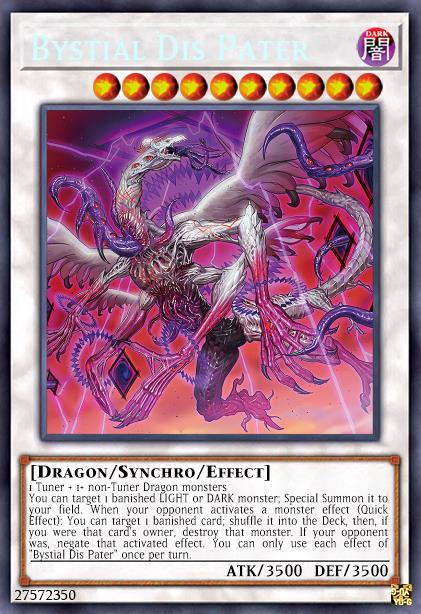 Bystial Dis Pater
DARK
闇
[Dragon/Synchro/Effect]
1 Tuner + 1+ non-Tuner Dragon monsters
You can target 1 banished LIGHT or DARK monster; Special Summon it to
your field. When your opponent activates a monster effect (Quick
Effect): You can target 1 banished card; shuffle it into the Deck, then, if
you were that card's owner, destroy that monster. If your opponent
was, negate that activated effect. You can only use each effect of
"Bystial Dis Pater" once per turn.
ATK/3500 DEF/3500
27572350